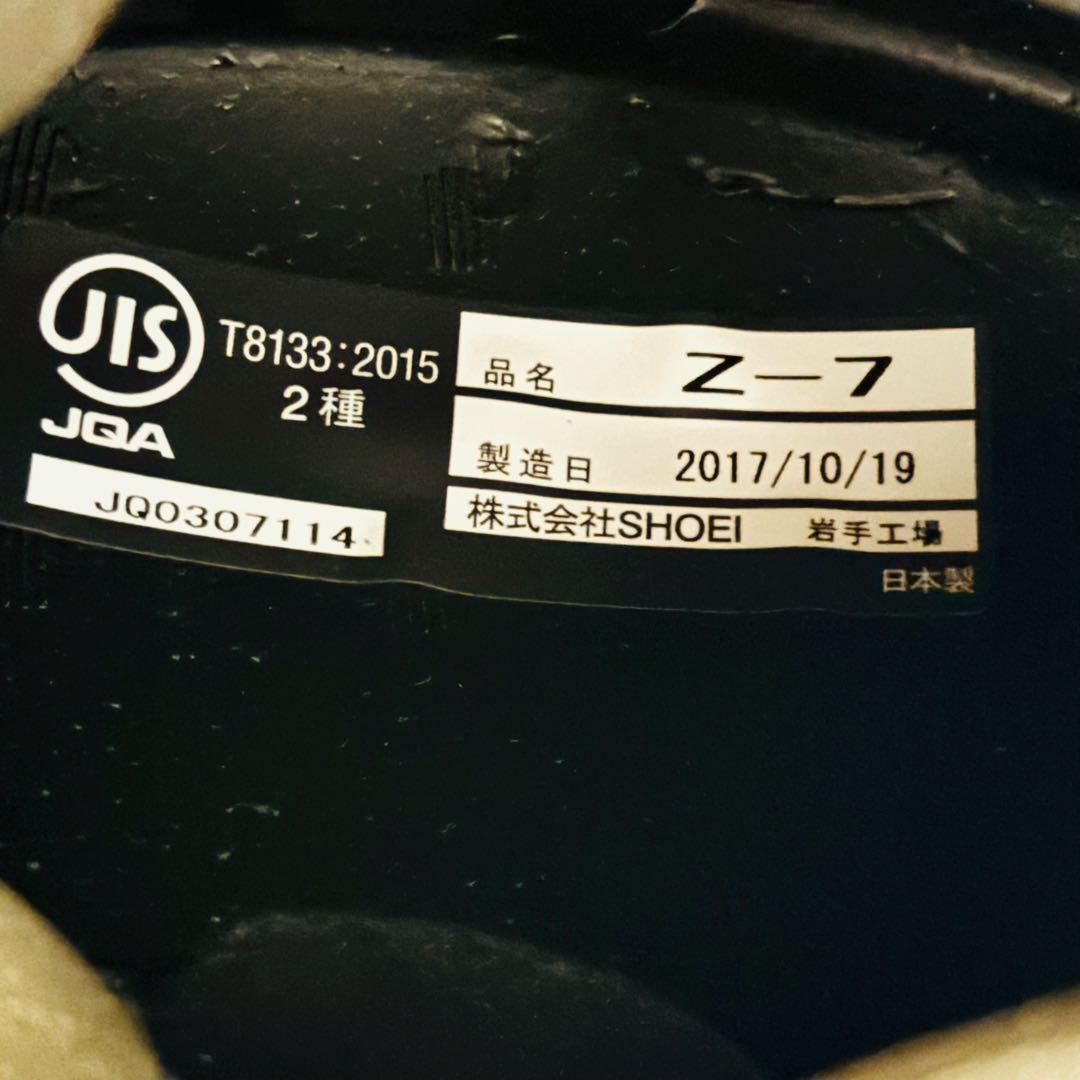 JIS
JQA
T8133:2015
2種
JQ0307114
品名 Z-7
製造日 2017/10/19
株式会社SHOEI 岩手工場
日本製